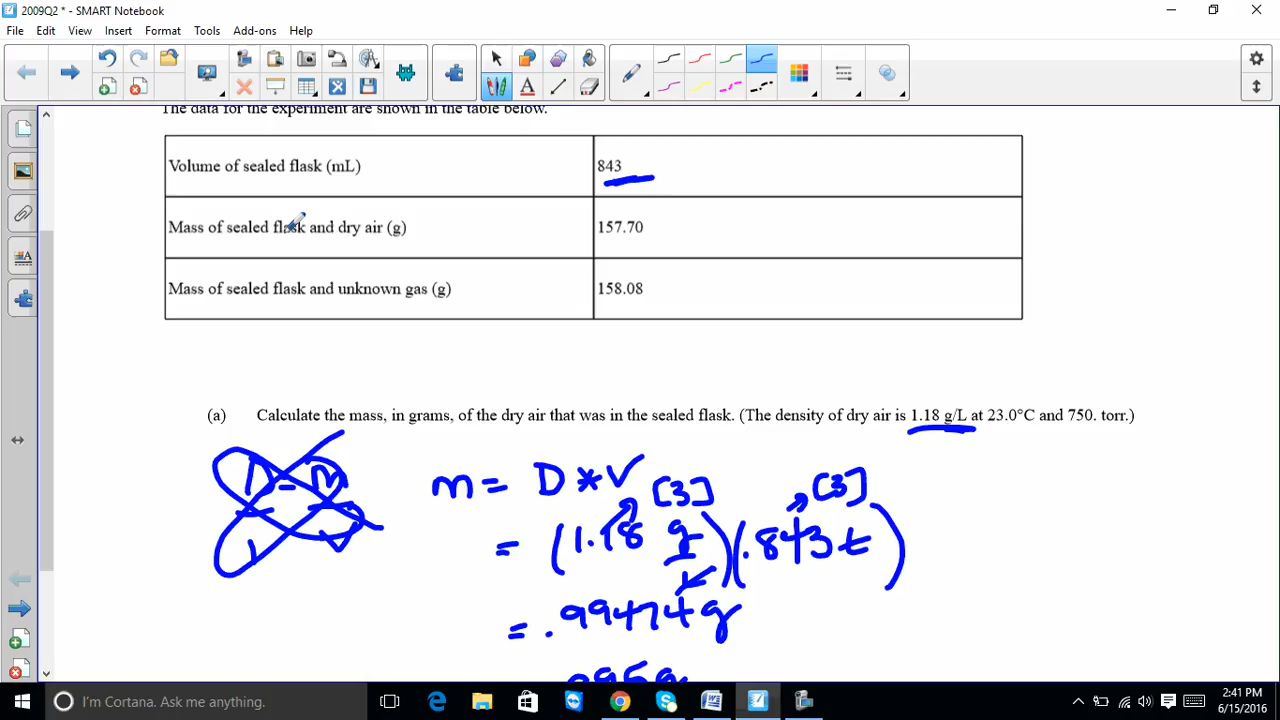 2009Q2 * - SMART Notebook
File Edit View Insert Format Tools Add-ons Help
The data for the experiment are shown in the table below.
Volume of sealed flask (mL) 843
Mass of sealed flask and dry air (g) 157.70
Mass of sealed flask and unknown gas (g) 158.08
(a) Calculate the mass, in grams, of the dry air that was in the sealed flask. (The density of dry air is 1.18 g/L at 23.0°C and 750. torr.)
m = D * V
[3] [3]
= (1.18 g/L)(.843 L)
= .99474 g
.995g
I'm Cortana. Ask me anything.
2:41 PM
6/15/2016